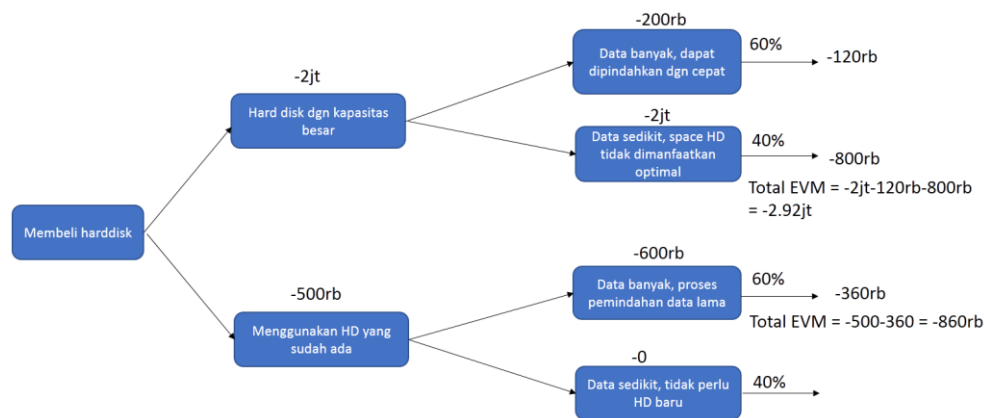 -200rb
Data banyak, dapat
dipindahkan dgn cepat
60%
-120rb
-2jt
Hard disk dgn kapasitas
besar
-2jt
Data sedikit, space HD
tidak dimanfaatkan
optimal
40%
-800rb
Total EVM = -2jt-120rb-800rb
= -2.92jt
Membeli harddisk
-600rb
Data banyak, proses
pemindahan data lama
60%
-360rb
Total EVM = -500-360 = -860rb
-500rb
Menggunakan HD yang
sudah ada
-0
Data sedikit, tidak perlu
HD baru
40%